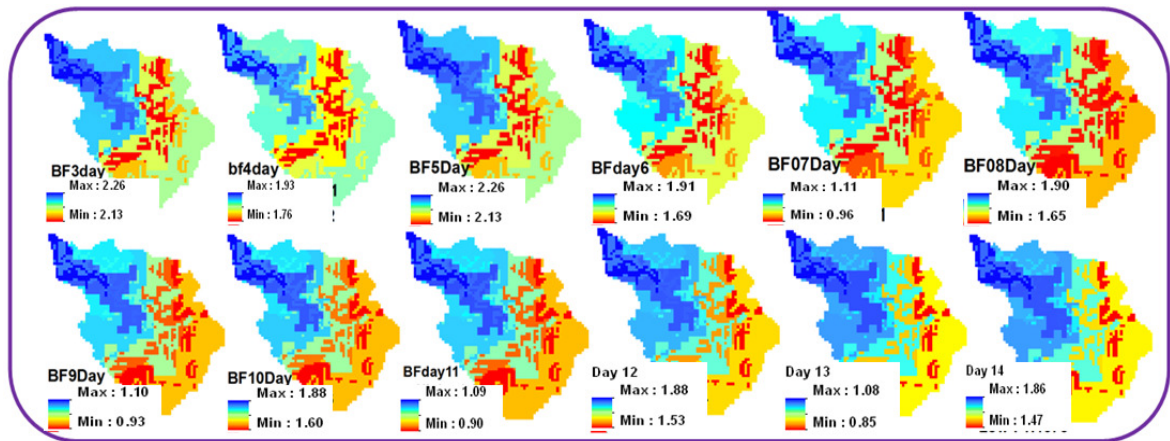 BF3day
Max : 2.26
Min : 2.13
bf4day
Max : 1.93
Min : 1.76
BF5Day
Max : 2.26
Min : 2.13
BFday6
Max : 1.91
Min : 1.69
BF07Day
Max : 1.11
Min : 0.96
BF08Day
Max : 1.90
Min : 1.65
BF9Day
Max : 1.10
Min : 0.93
BF10Day
Max : 1.88
Min : 1.60
BFday11
Max : 1.09
Min : 0.90
Day 12
Max : 1.88
Min : 1.53
Day 13
Max : 1.08
Min : 0.85
Day 14
Max : 1.86
Min : 1.47